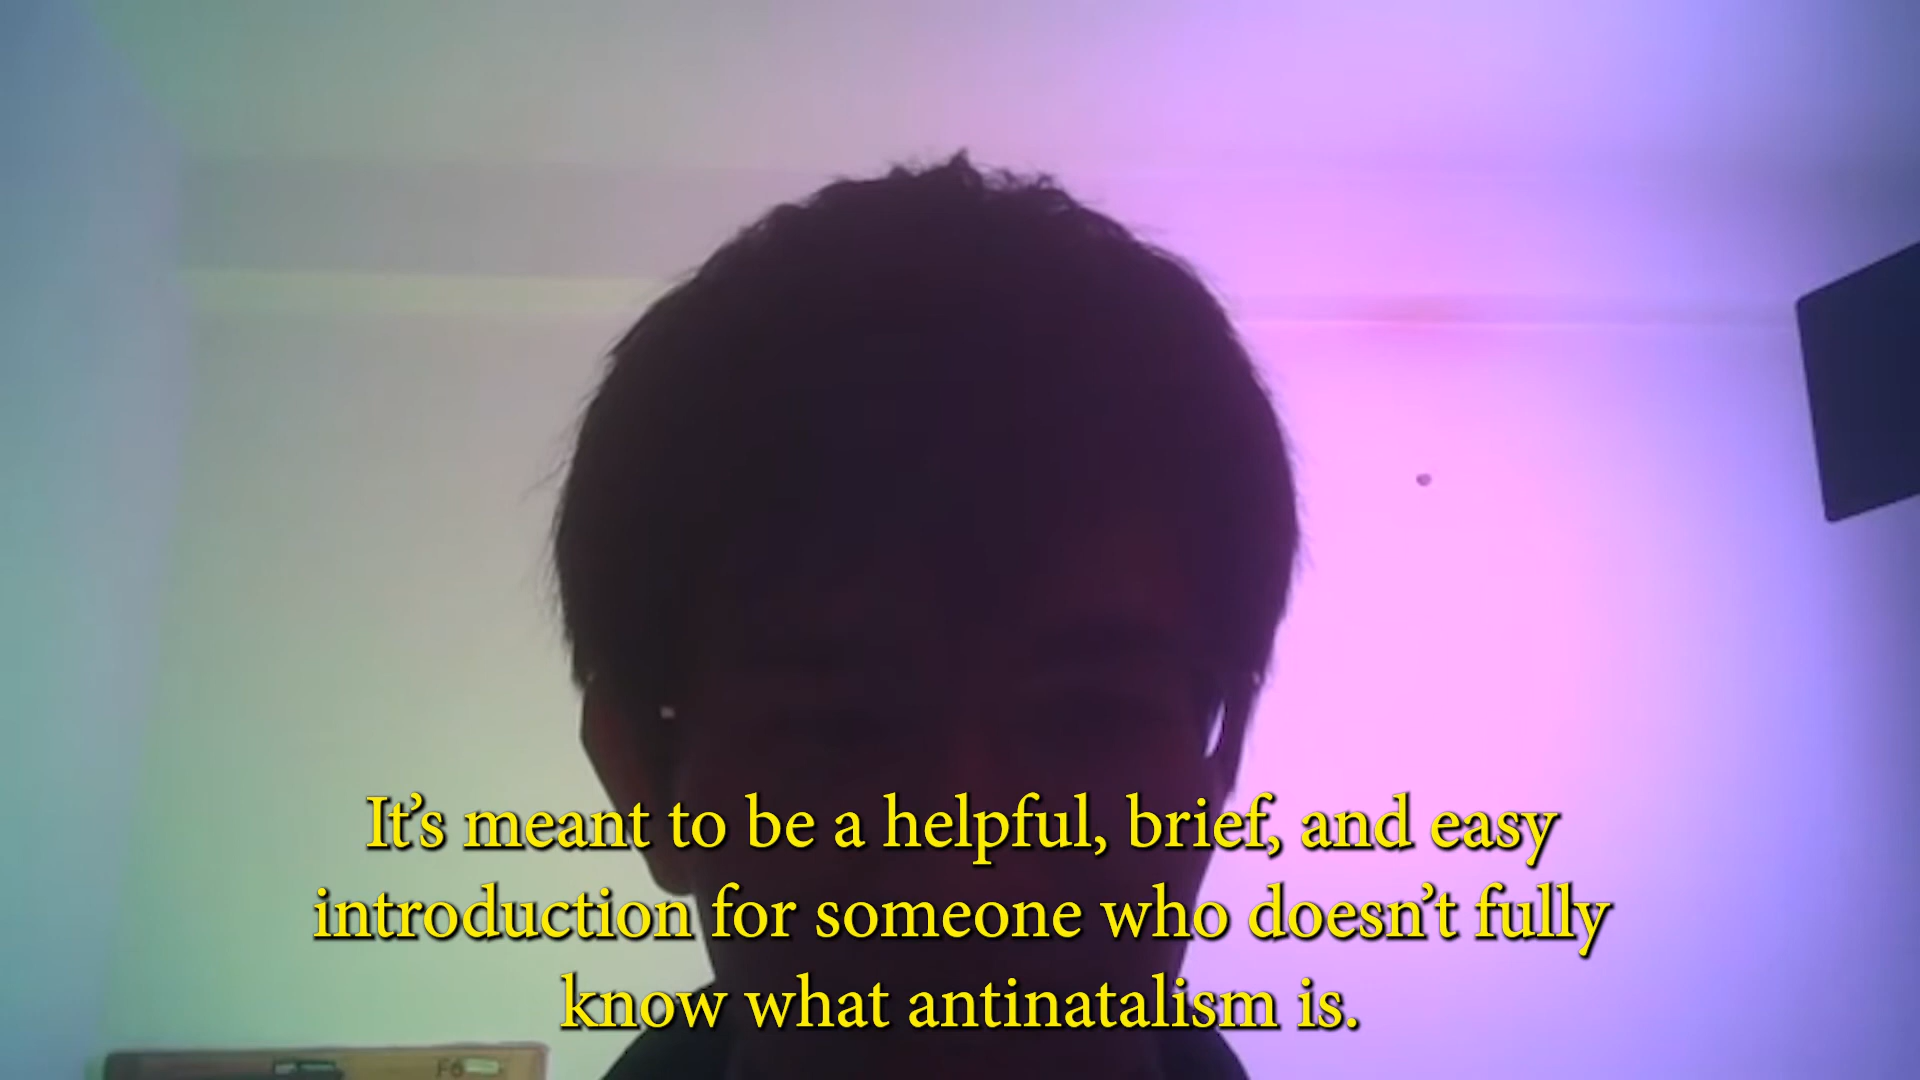 It’s meant to be a helpful, brief, and easy
introduction for someone who doesn’t fully
know what antinatalism is.